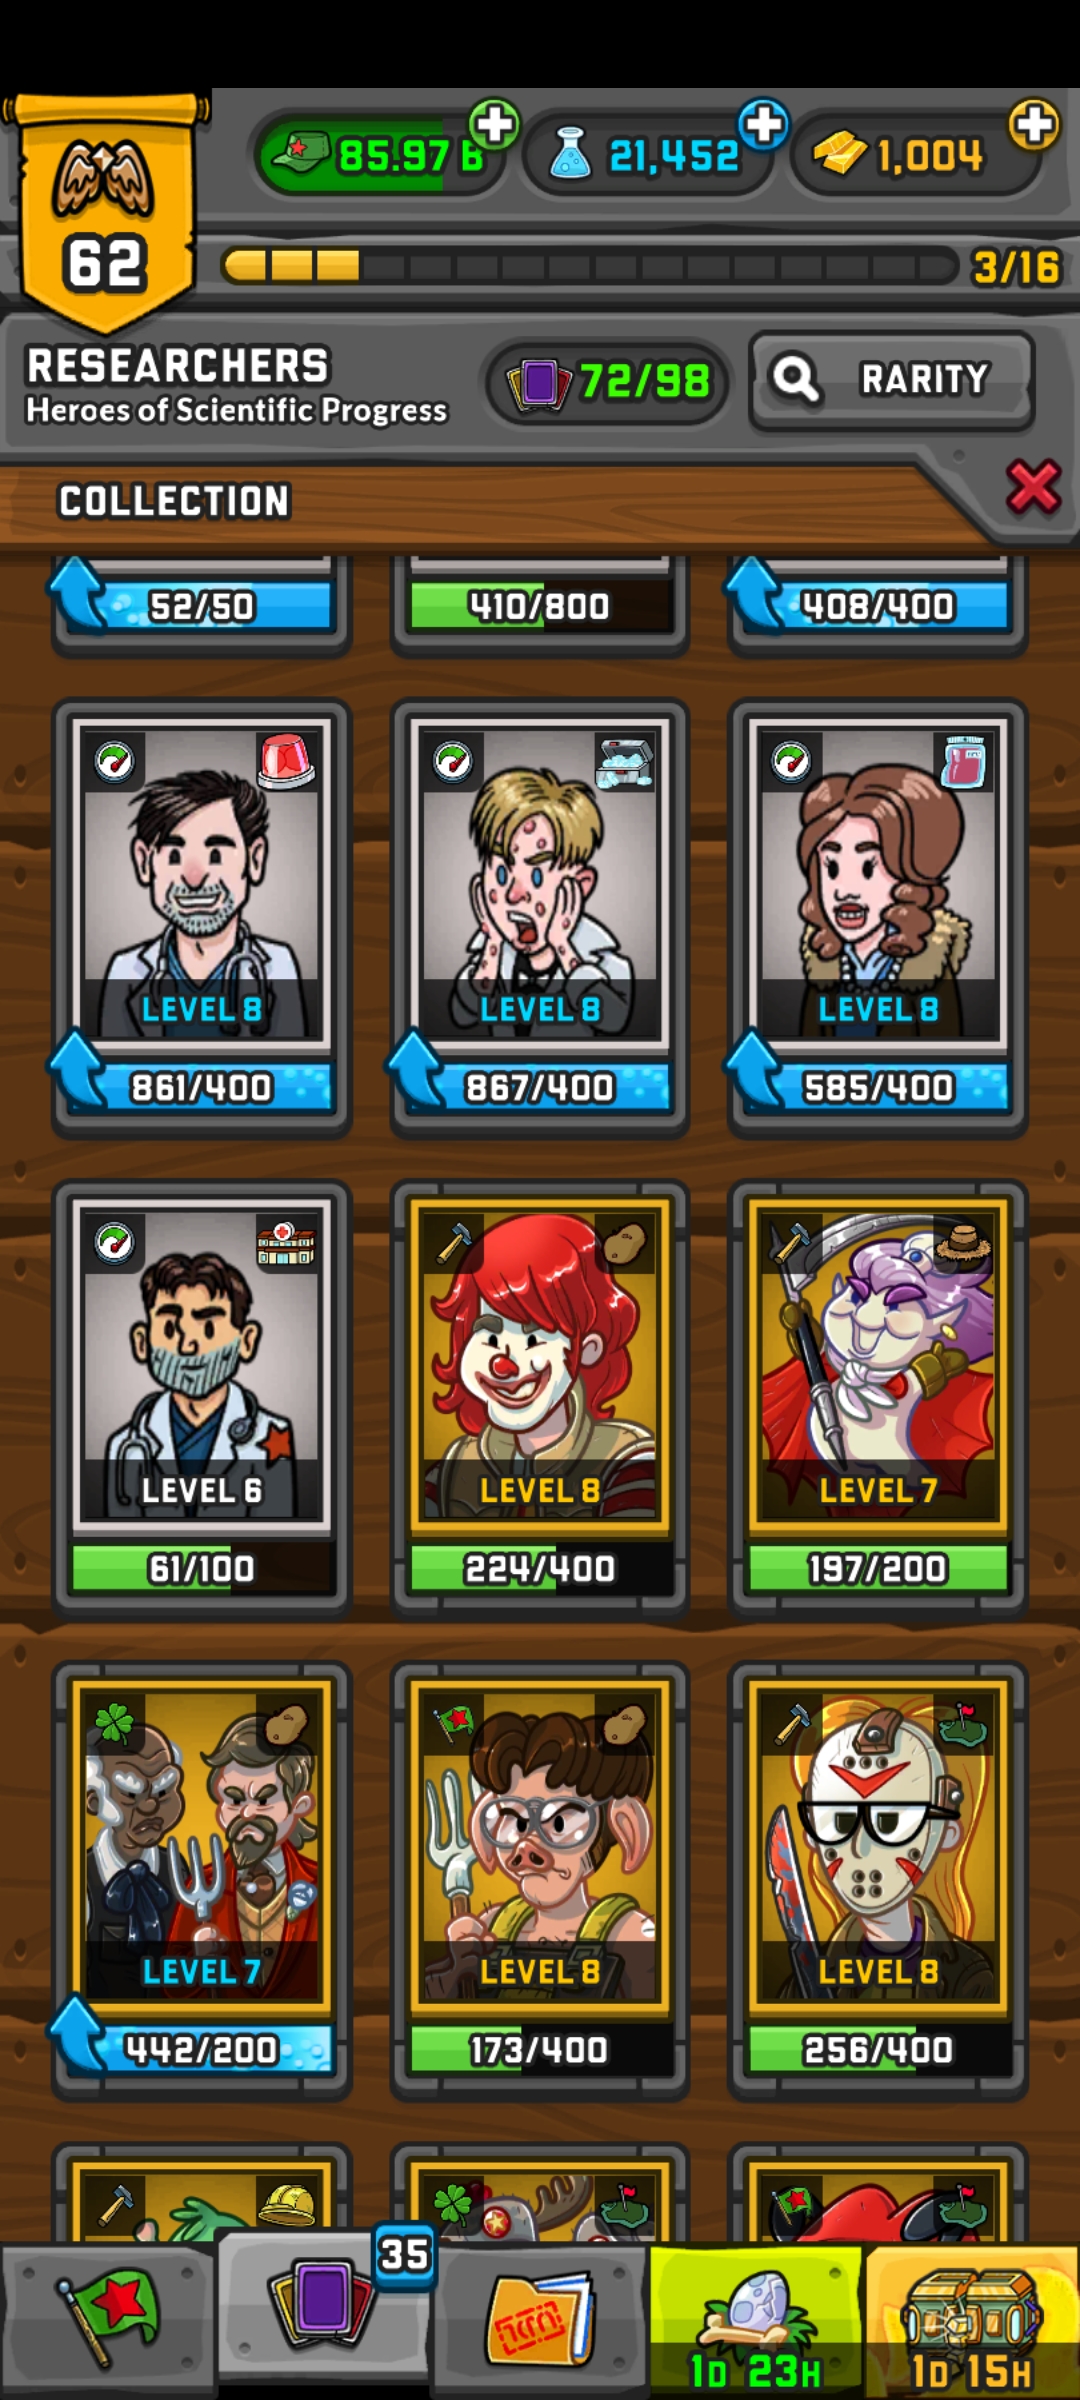 85.97 B
21,452
1,004
62
3/16
RESEARCHERS
Heroes of Scientific Progress
72/98
RARITY
COLLECTION
52/50
410/800
408/400
LEVEL 8
LEVEL 8
LEVEL 8
861/400
867/400
585/400
LEVEL 6
LEVEL 8
LEVEL 7
61/100
224/400
197/200
LEVEL 7
LEVEL 8
LEVEL 8
442/200
173/400
256/400
35
1D 23H
1D 15H